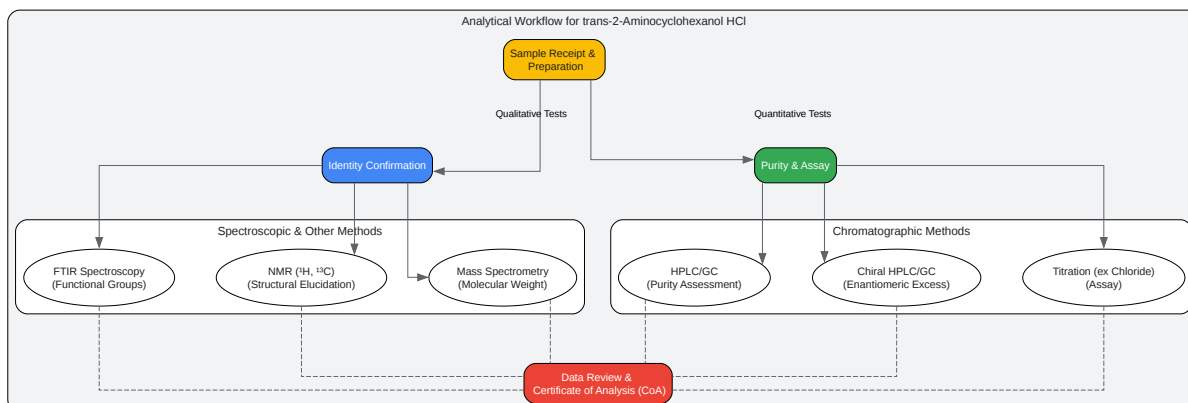 Analytical Workflow for trans-2-Aminocyclohexanol HCl
Sample Receipt &
Preparation
Qualitative Tests
Quantitative Tests
Identity Confirmation
Purity & Assay
Spectroscopic & Other Methods
Chromatographic Methods
FTIR Spectroscopy
(Functional Groups)
NMR (¹H, ¹³C)
(Structural Elucidation)
Mass Spectrometry
(Molecular Weight)
HPLC/GC
(Purity Assessment)
Chiral HPLC/GC
(Enantiomeric Excess)
Titration (ex Chloride)
(Assay)
Data Review &
Certificate of Analysis (CoA)